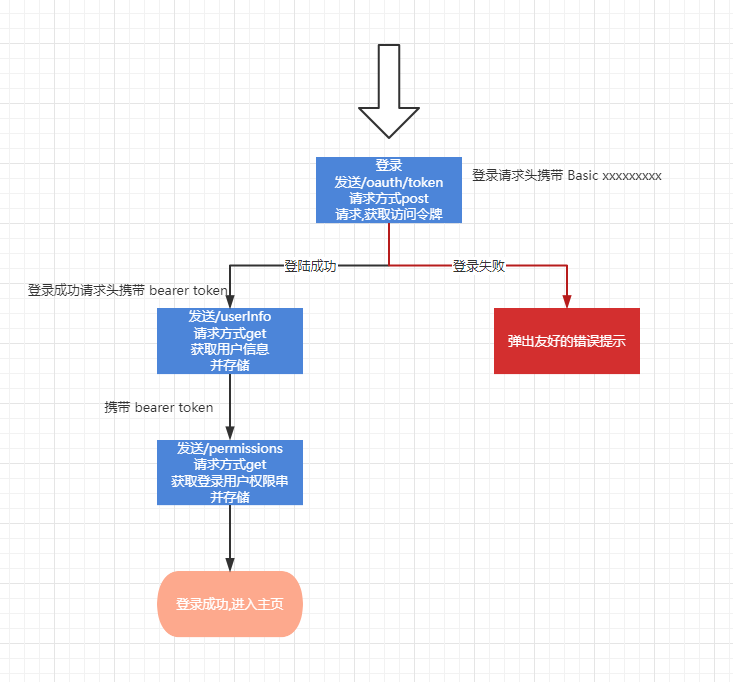 登录
发送/oauth/token
请求方式post
请求,获取访问令牌
登录请求头携带 Basic xxxxxxxxx
登陆成功
登录失败
登录成功请求头携带 bearer token
发送/userInfo
请求方式get
获取用户信息
并存储
弹出友好的错误提示
携带 bearer token
发送/permissions
请求方式get
获取登录用户权限串
并存储
登录成功,进入主页